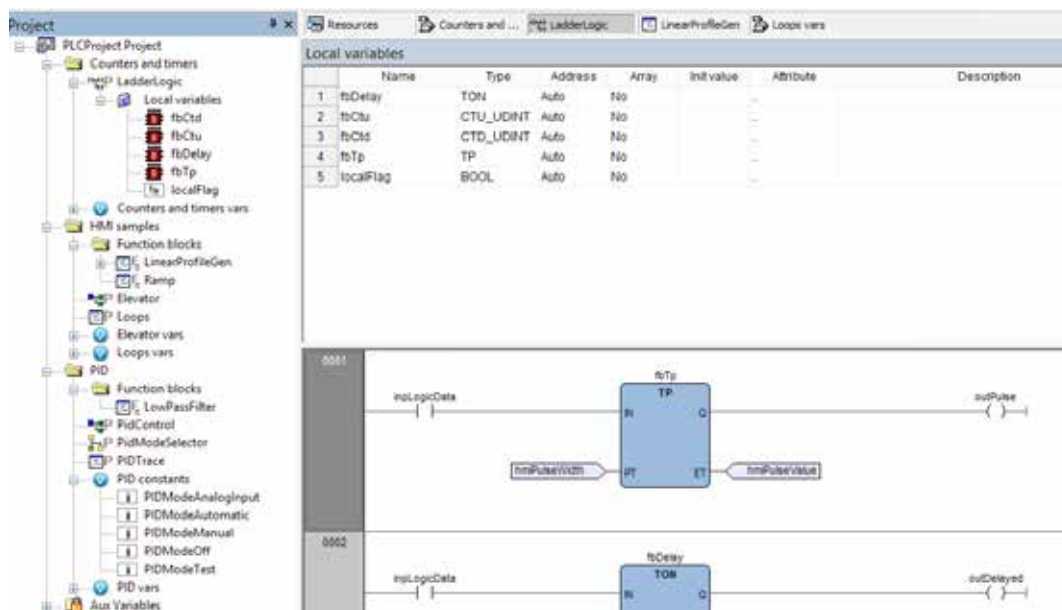 Project
PLCProject Project
Counters and timers
LadderLogic
Local variables
fbCtd
fbCtu
fbDelay
fbTp
localFlag
Counters and timers vars
HMI samples
Function blocks
LinearProfileGen
Ramp
Elevator
Loops
Elevator vars
Loops vars
PID
Function blocks
LowPassFilter
PidControl
PidModeSelector
PIDTrace
PID constants
PIDModeAnalogInput
PIDModeAutomatic
PIDModeManual
PIDModeOff
PIDModeTest
PID vars
Aux Variables
Resources Counters and ... LadderLogic LinearProfileGen Loops vars
Local variables
Name Type Address Array Init value Attribute Description
1 fbDelay TON Auto No ...
2 fbCtu CTU_UDINT Auto No ...
3 fbCtd CTD_UDINT Auto No ...
4 fbTp TP Auto No ...
5 localFlag BOOL Auto No ...
0001
fbTp
inpLogicData TP outPulse
IN Q
hmiPulseWidth PT ET hmiPulseValue
0002
fbDelay
inpLogicData TON outDelayed
IN Q